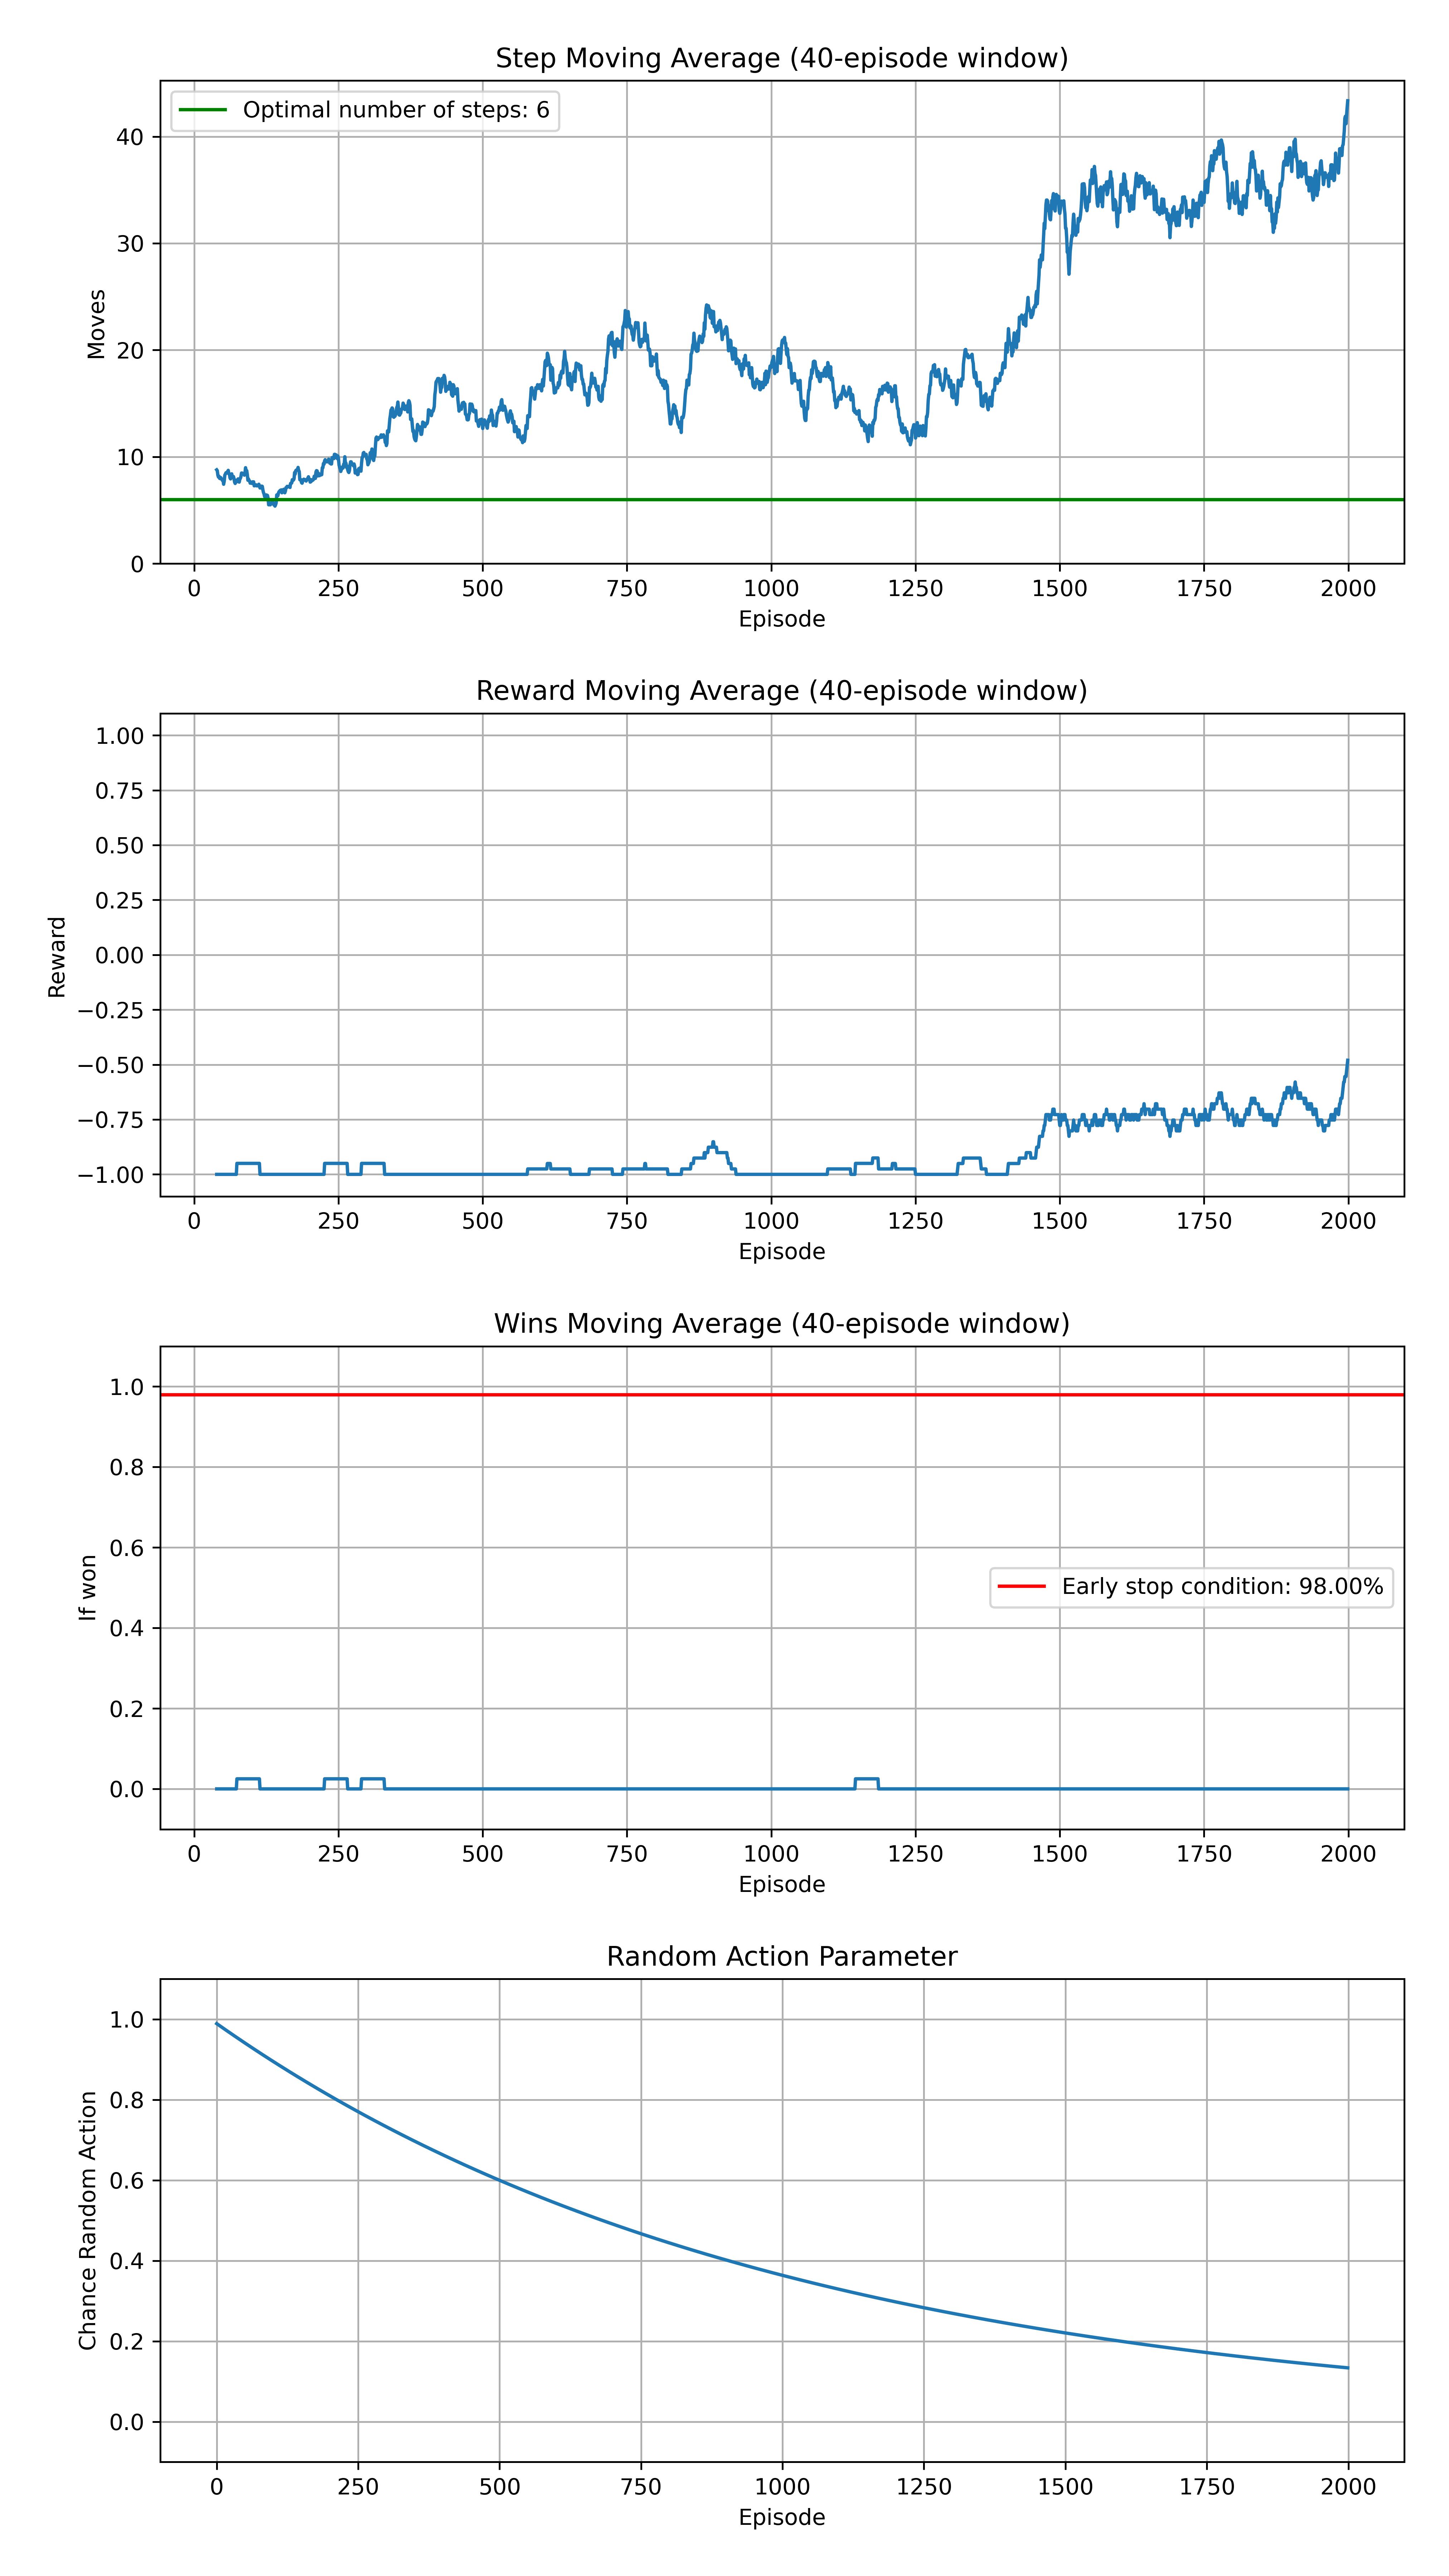 Step Moving Average (40-episode window)
Optimal number of steps: 6
40
30
20
10
0
Moves
0 250 500 750 1000 1250 1500 1750 2000
Episode
Reward Moving Average (40-episode window)
1.00
0.75
0.50
0.25
0.00
−0.25
−0.50
−0.75
−1.00
Reward
0 250 500 750 1000 1250 1500 1750 2000
Episode
Wins Moving Average (40-episode window)
1.0
0.8
0.6
0.4
0.2
0.0
If won
Early stop condition: 98.00%
0 250 500 750 1000 1250 1500 1750 2000
Episode
Random Action Parameter
1.0
0.8
0.6
0.4
0.2
0.0
Chance Random Action
0 250 500 750 1000 1250 1500 1750 2000
Episode